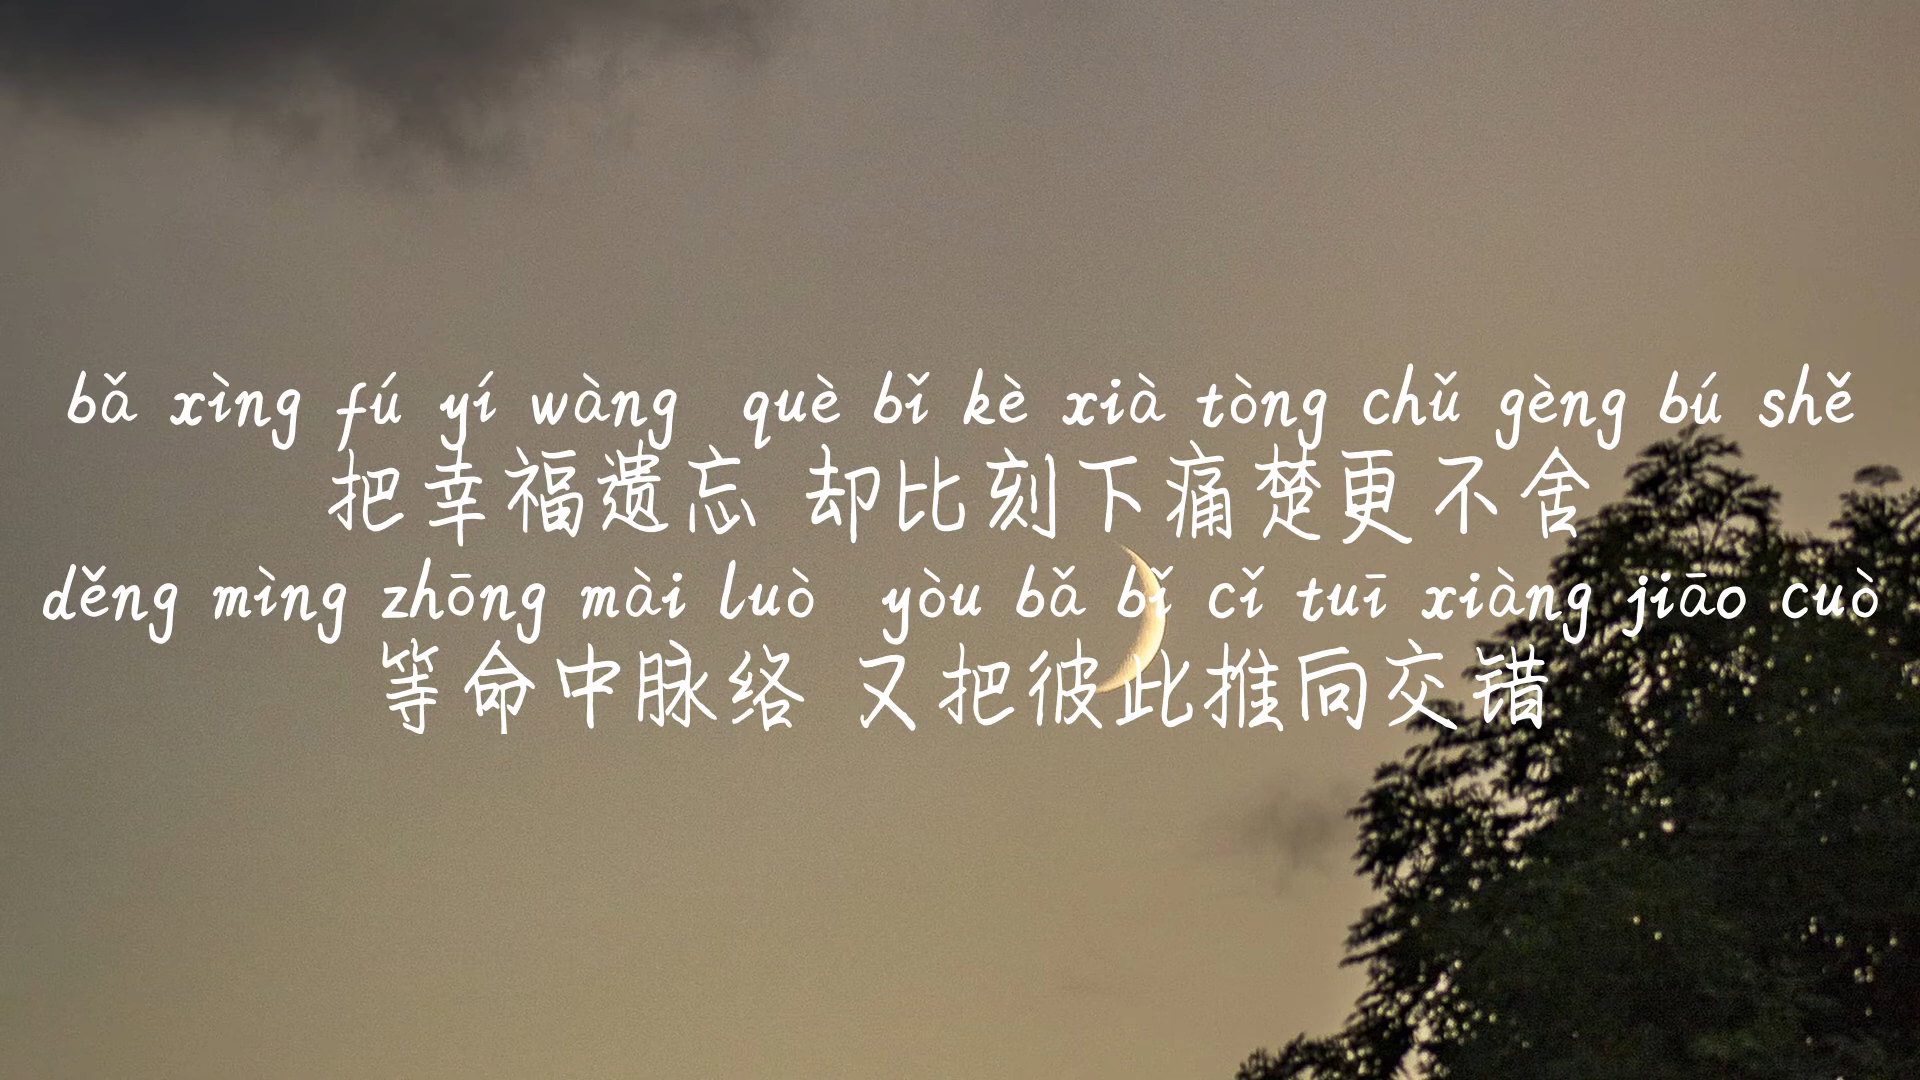 bǎ xìng fú yí wàng  què bǐ kè xià tòng chǔ gèng bú shě
把幸福遗忘 却比刻下痛楚更不舍
děng mìng zhōng mài luò  yòu bǎ bǐ cǐ tuī xiàng jiāo cuò
等命中脉络 又把彼此推向交错